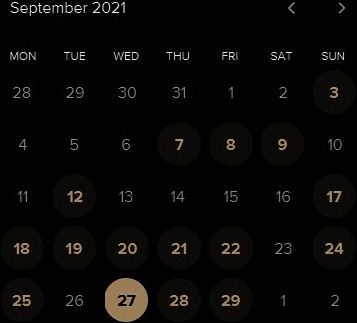 September 2021 < >
MON TUE WED THU FRI SAT SUN
28 29 30 31 1 2 3
4 5 6 7 8 9 10
11 12 13 14 15 16 17
18 19 20 21 22 23 24
25 26 27 28 29 1 2